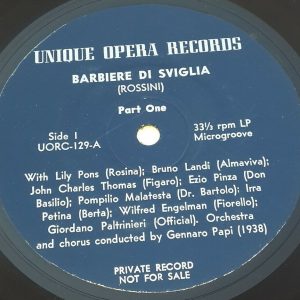 UNIQUE OPERA RECORDS
BARBIERE DI SVIGLIA
(ROSSINI)
Part One
Side 1 33⅓ rpm LP
UORC-129-A Microgroove
With Lily Pons (Rosina); Bruno Landi (Almaviva);
John Charles Thomas (Figaro); Ezio Pinza (Don
Basilio); Pompilio Malatesta (Dr. Bartolo); Irra
Petina (Berta); Wilfred Engelman (Fiorello);
Giordano Paltrinieri (Official). Orchestra
and chorus conducted by Gennaro Papi (1938)
PRIVATE RECORD
NOT FOR SALE